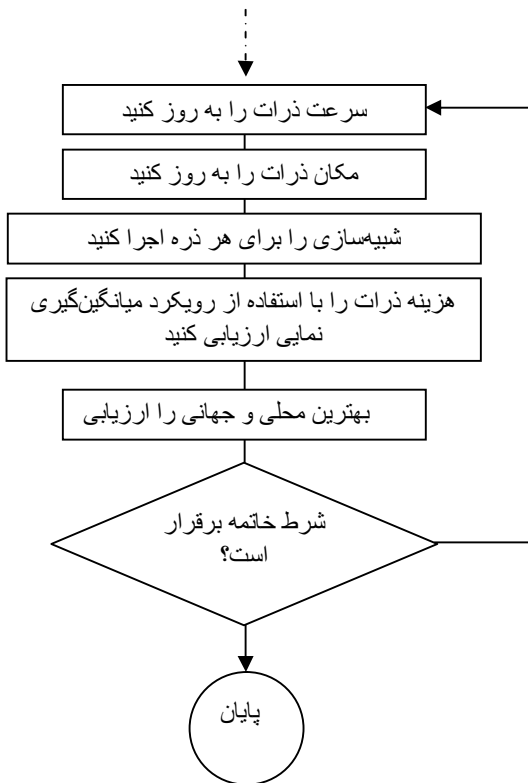 سرعت ذرات را به روز کنید
مکان ذرات را به روز کنید
شبیه‌سازی را برای هر ذره اجرا کنید
هزینه ذرات را با استفاده از رویکرد میانگین‌گیری
نمایی ارزیابی کنید
بهترین محلی و جهانی را ارزیابی
شرط خاتمه برقرار
است؟
پایان